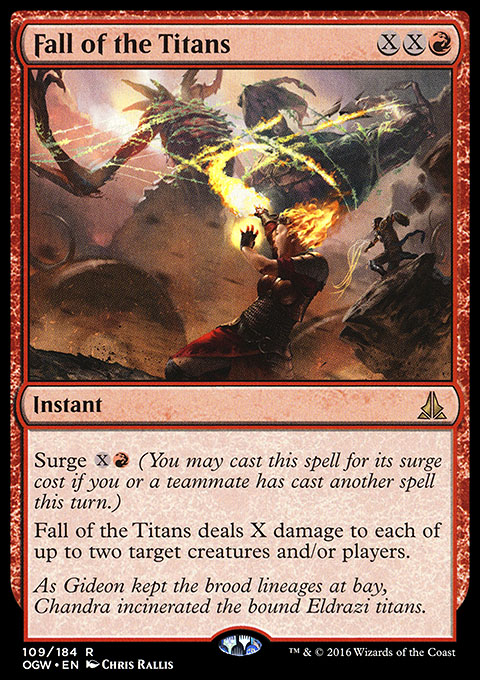 Fall of the Titans XX
Instant
Surge X (You may cast this spell for its surge
cost if you or a teammate has cast another spell
this turn.)
Fall of the Titans deals X damage to each of
up to two target creatures and/or players.
As Gideon kept the brood lineages at bay,
Chandra incinerated the bound Eldrazi titans.
109/184 R
OGW • EN Chris Rallis ™ & © 2016 Wizards of the Coast